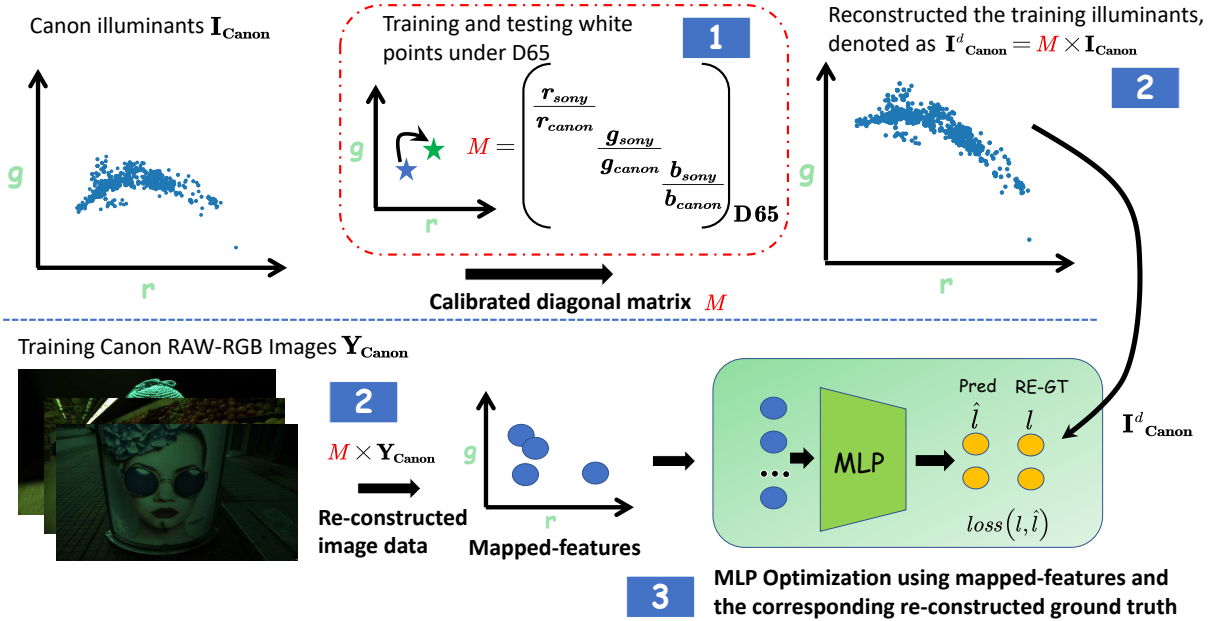 Canon illuminants I_Canon
g
r
Training and testing white
points under D65
1
g
r
M = ( r_sony / r_canon g_sony / g_canon b_sony / b_canon ) D65
Calibrated diagonal matrix M
Reconstructed the training illuminants,
denoted as I^d_Canon = M × I_Canon
2
g
r
Training Canon RAW-RGB Images Y_Canon
2
M × Y_Canon
Re-constructed
image data
g
r
Mapped-features
...
MLP
Pred
RE-GT
l̂
l
loss(l, l̂)
I^d_Canon
3
MLP Optimization using mapped-features and
the corresponding re-constructed ground truth